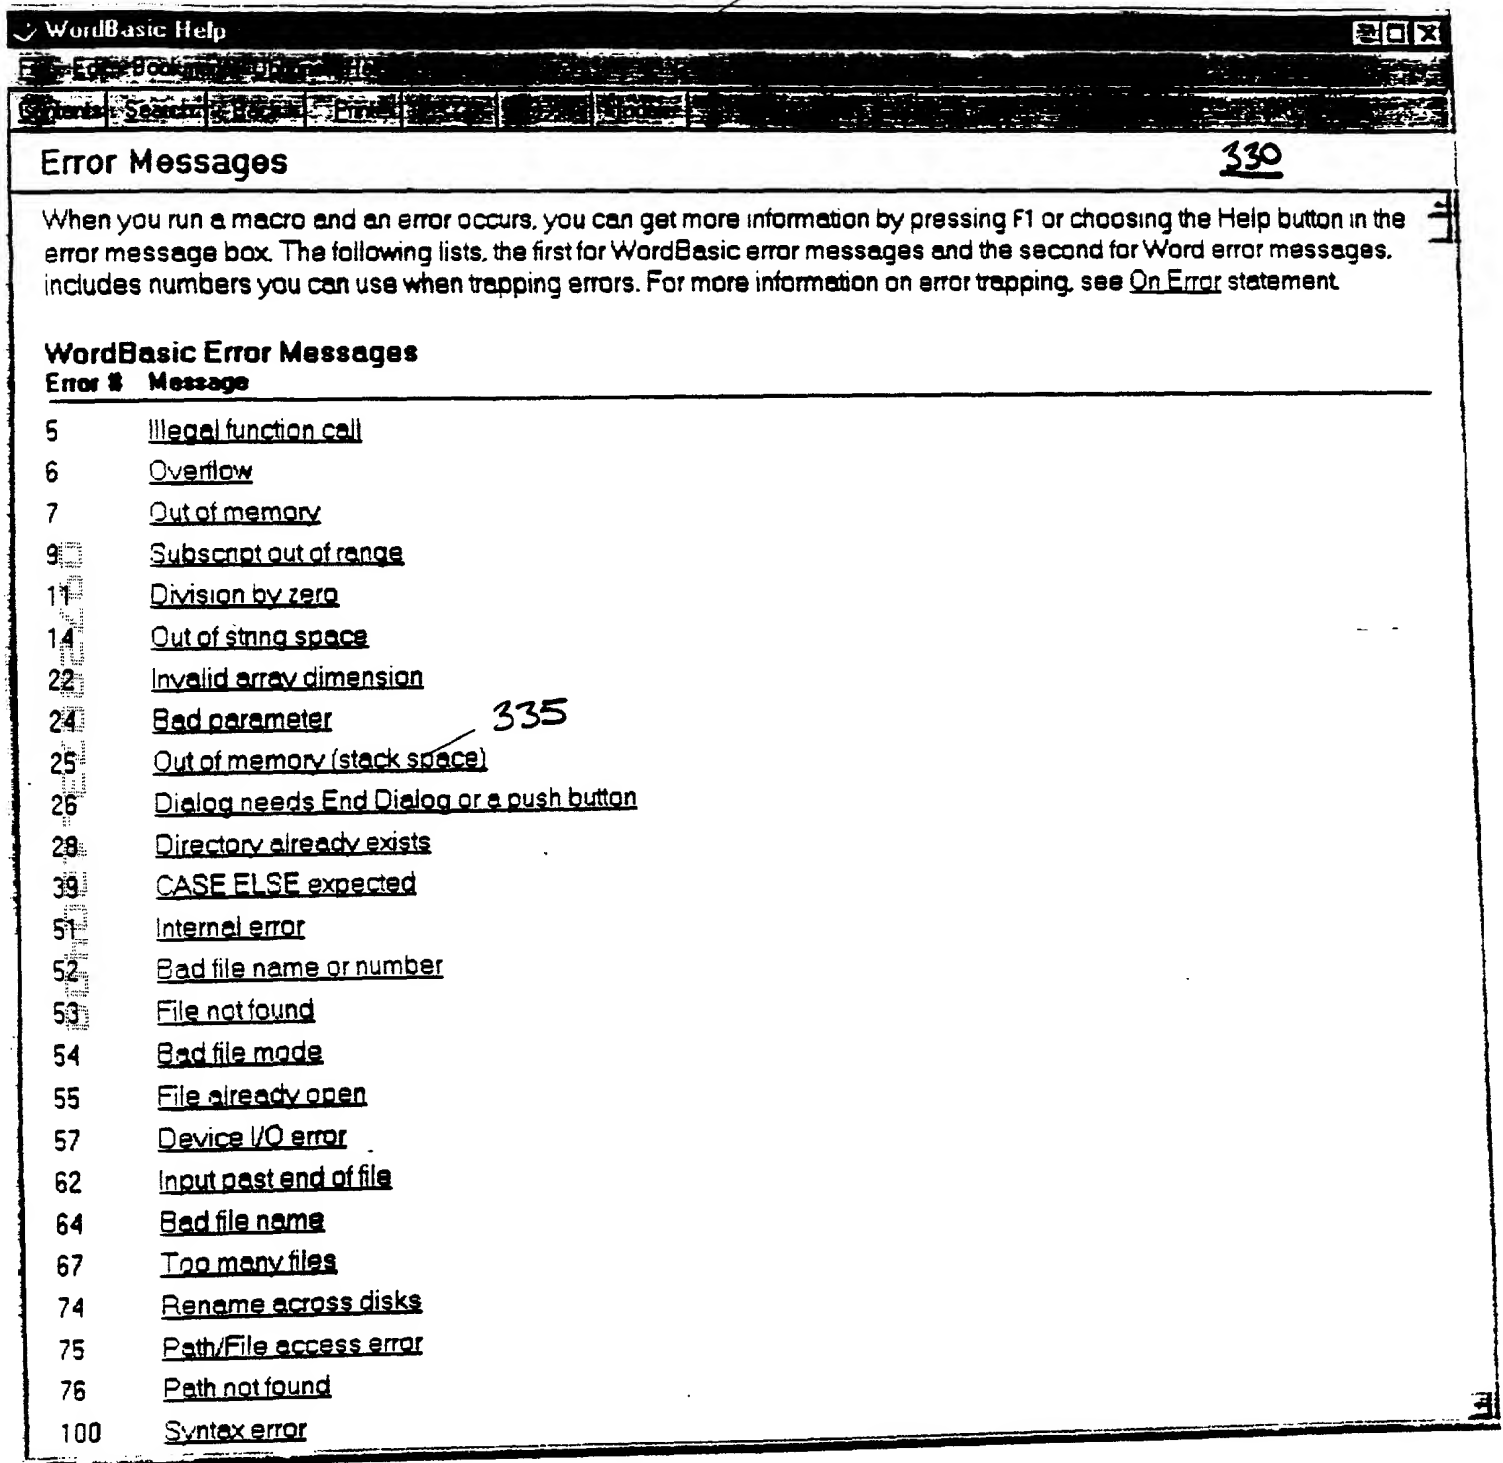 WordBasic Help
Contents Search Print
Error Messages
330
When you run a macro and an error occurs, you can get more information by pressing F1 or choosing the Help button in the
error message box. The following lists, the first for WordBasic error messages and the second for Word error messages,
includes numbers you can use when trapping errors. For more information on error trapping, see On Error statement.
WordBasic Error Messages
Error # Message
5 Illegal function call
6 Overflow
7 Out of memory
9 Subscript out of range
11 Division by zero
14 Out of string space
22 Invalid array dimension
24 Bad parameter
335
25 Out of memory (stack space)
26 Dialog needs End Dialog or a push button
28 Directory already exists
39 CASE ELSE expected
51 Internal error
52 Bad file name or number
53 File not found
54 Bad file mode
55 File already open
57 Device I/O error
62 Input past end of file
64 Bad file name
67 Too many files
74 Rename across disks
75 Path/File access error
76 Path not found
100 Syntax error